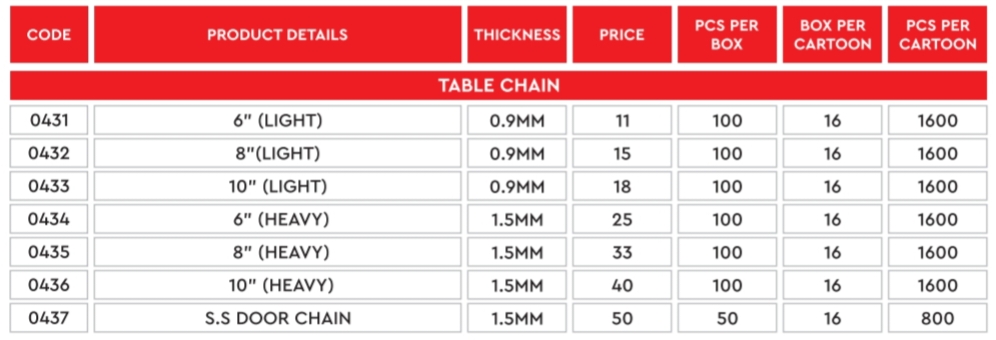 CODE PRODUCT DETAILS THICKNESS PRICE PCS PER BOX BOX PER CARTOON PCS PER CARTOON
TABLE CHAIN
0431 6" (LIGHT) 0.9MM 11 100 16 1600
0432 8"(LIGHT) 0.9MM 15 100 16 1600
0433 10" (LIGHT) 0.9MM 18 100 16 1600
0434 6" (HEAVY) 1.5MM 25 100 16 1600
0435 8" (HEAVY) 1.5MM 33 100 16 1600
0436 10" (HEAVY) 1.5MM 40 100 16 1600
0437 S.S DOOR CHAIN 1.5MM 50 50 16 800